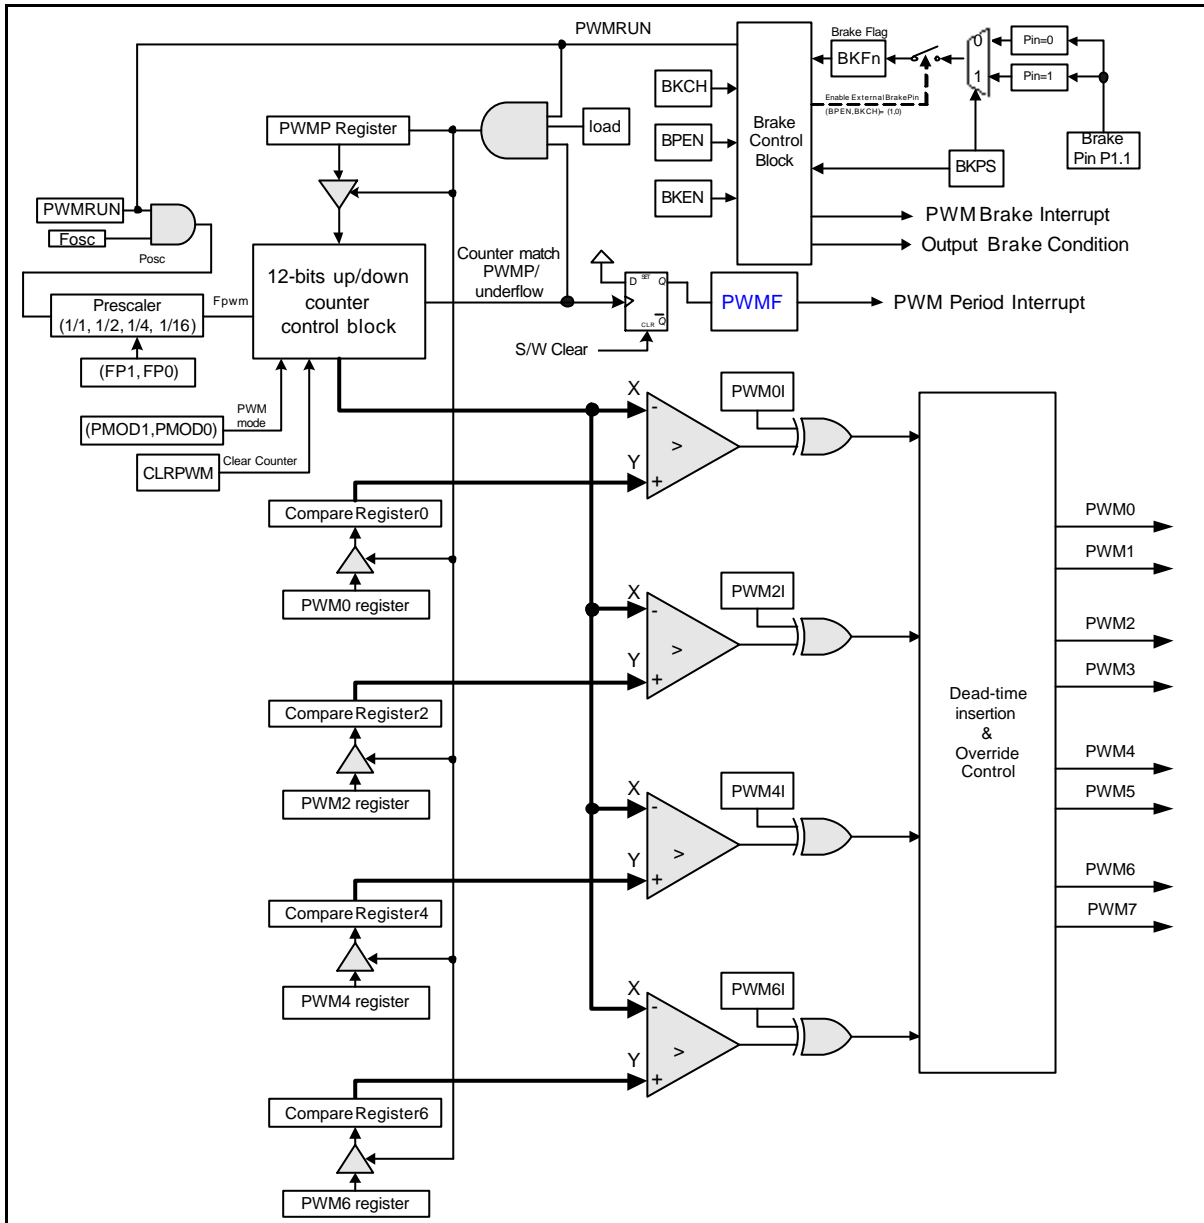 PWMRUN
Brake Flag
BKFn
0
1
Pin=0
Pin=1
BKCH
Enable External Brake Pin
(BPEN,BKCH)= (1,0)
PWMP Register
load
BPEN
Brake
Control
Block
Brake
Pin P1.1
BKPS
BKEN
PWMRUN
Fosc
Posc
PWM Brake Interrupt
Output Brake Condition
12-bits up/down
counter
control block
Counter match
PWMP/
underflow
D
SET
Q
CLR
Q
PWMF
PWM Period Interrupt
Prescaler
(1/1, 1/2, 1/4, 1/16)
Fpwm
(FP1, FP0)
S/W Clear
(PMOD1,PMOD0)
PWM
mode
CLRPWM
Clear Counter
X
-
>
Y
+
PWM0I
Compare Register0
PWM0 register
X
-
>
Y
+
PWM2I
Compare Register2
PWM2 register
X
-
>
Y
+
PWM4I
Compare Register4
PWM4 register
X
-
>
Y
+
PWM6I
Compare Register6
PWM6 register
Dead-time
insertion
&
Override
Control
PWM0
PWM1
PWM2
PWM3
PWM4
PWM5
PWM6
PWM7